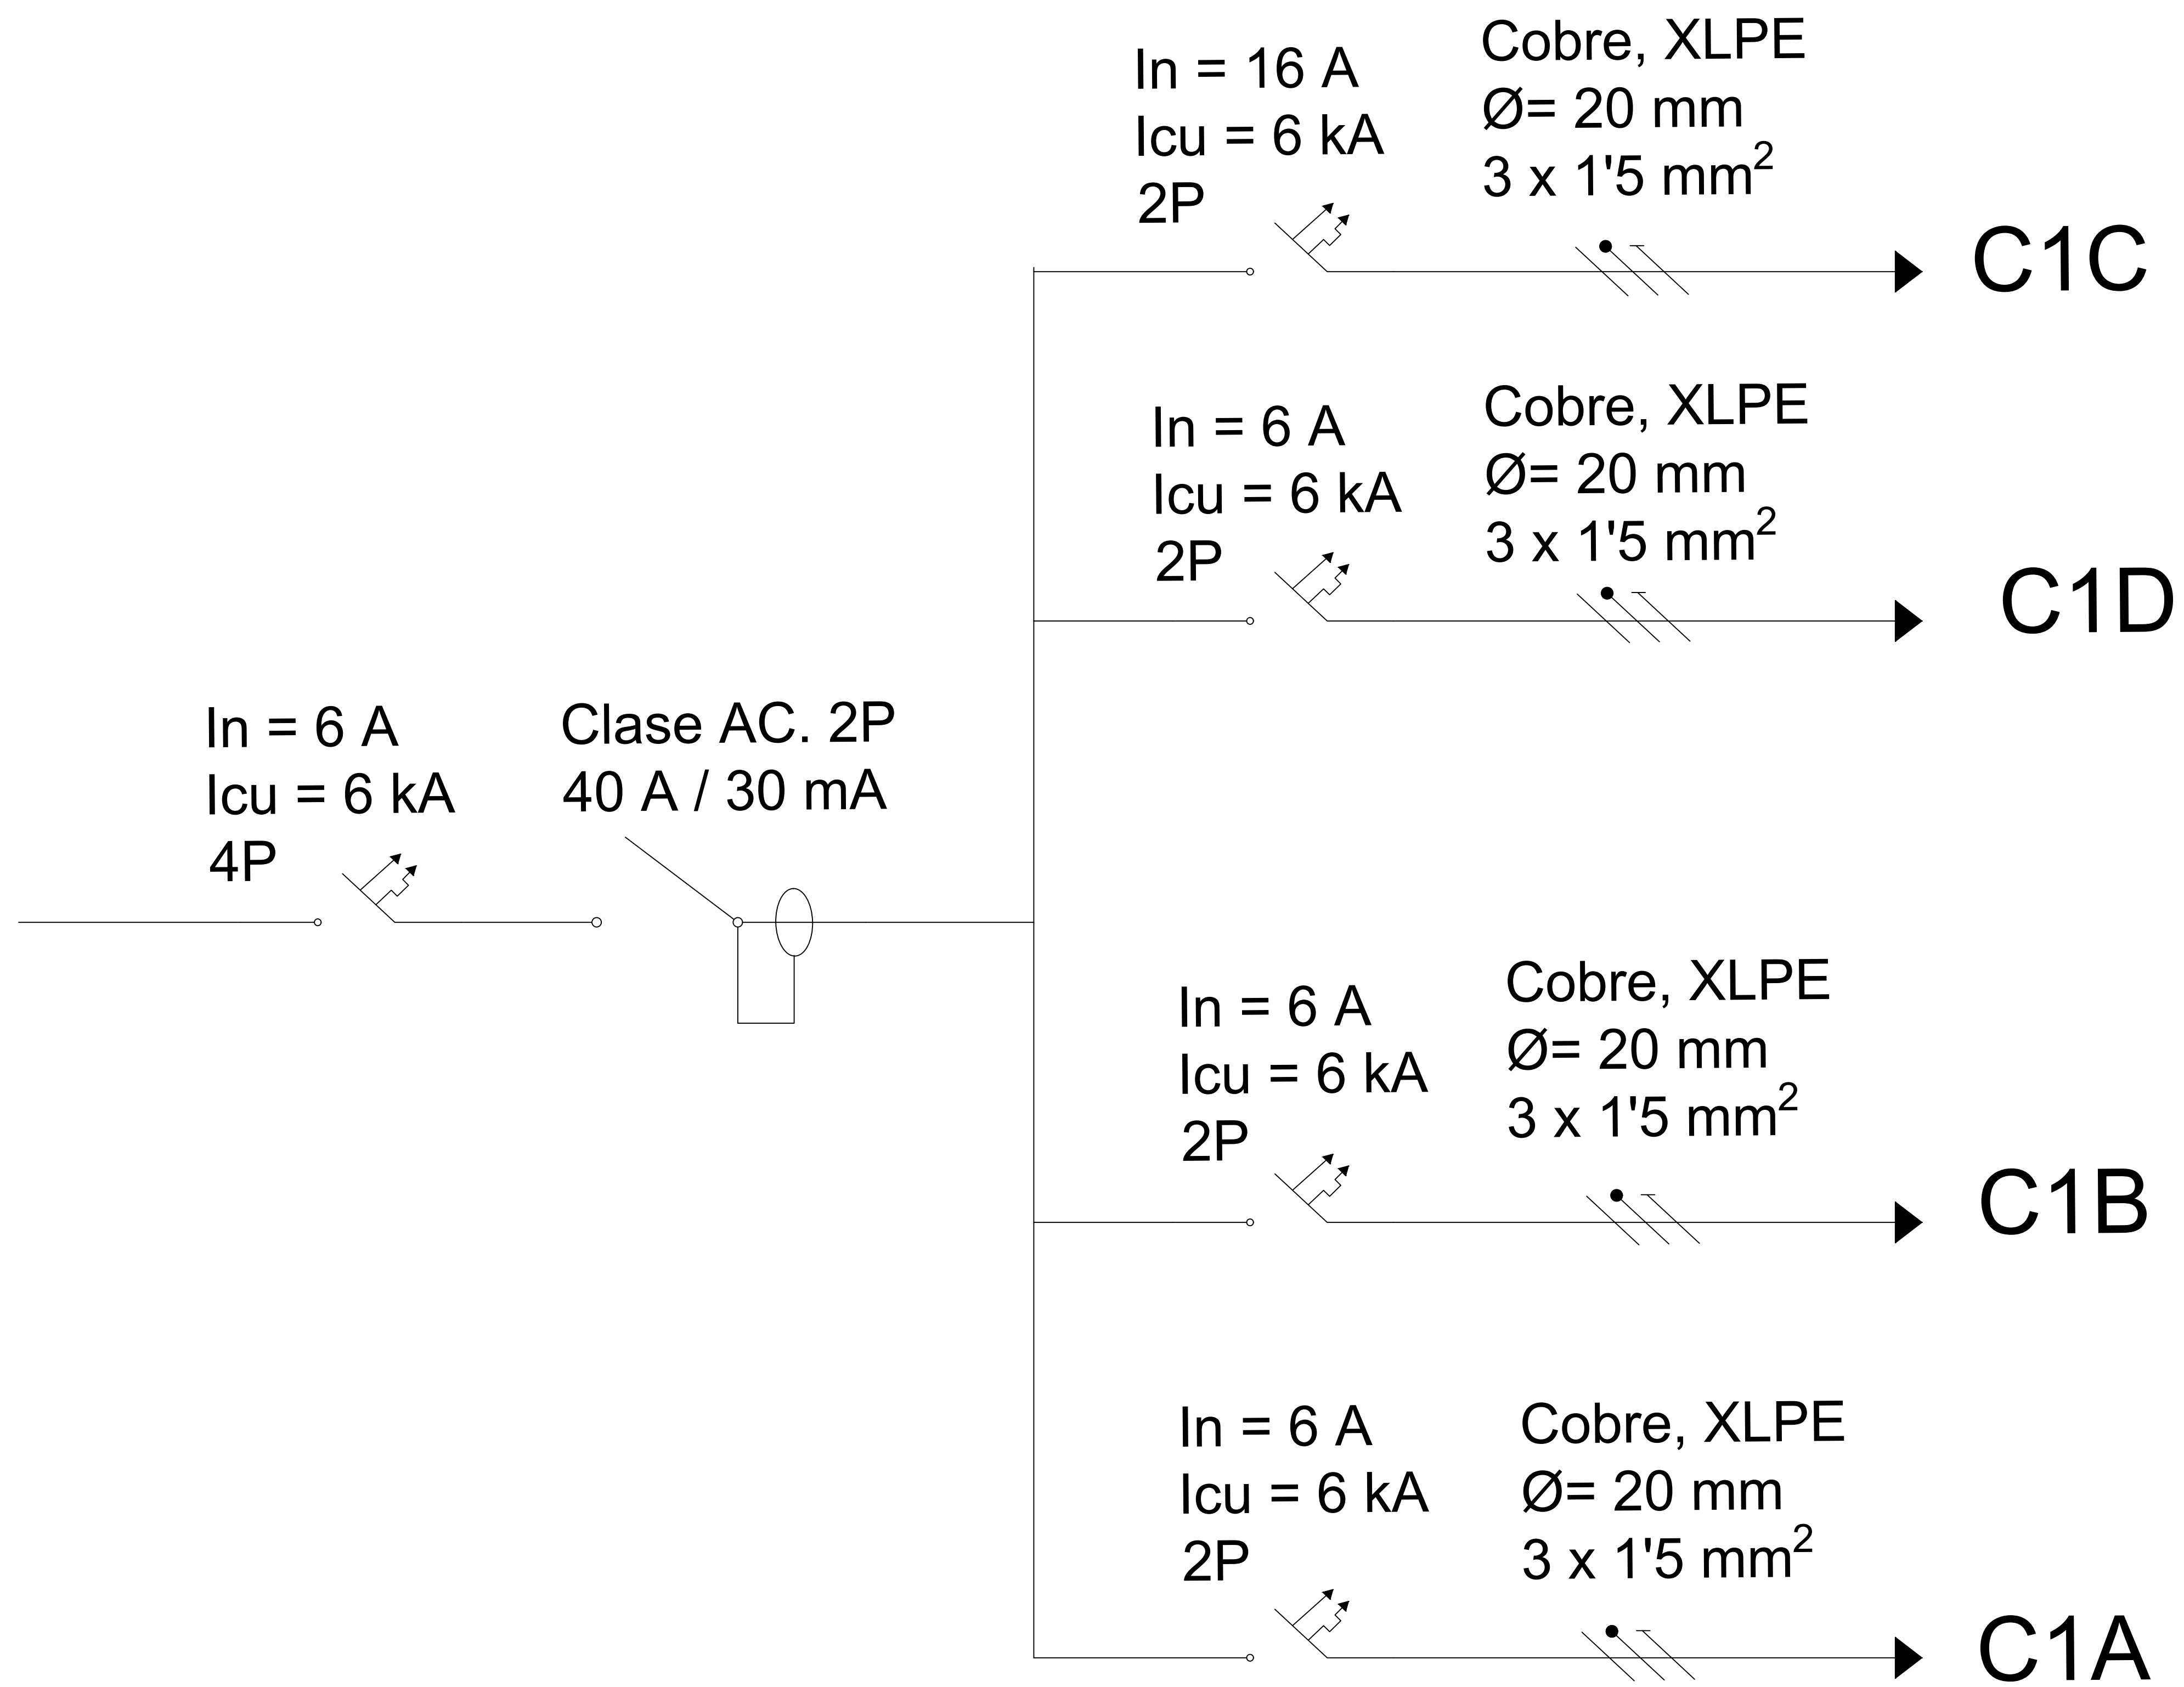 In = 16 A
Icu = 6 kA
2P
Cobre, XLPE
Ø= 20 mm
3 x 1'5 mm²
C1C
In = 6 A
Icu = 6 kA
2P
Cobre, XLPE
Ø= 20 mm
3 x 1'5 mm²
C1D
In = 6 A
Icu = 6 kA
4P
Clase AC. 2P
40 A / 30 mA
In = 6 A
Icu = 6 kA
2P
Cobre, XLPE
Ø= 20 mm
3 x 1'5 mm²
C1B
In = 6 A
Icu = 6 kA
2P
Cobre, XLPE
Ø= 20 mm
3 x 1'5 mm²
C1A